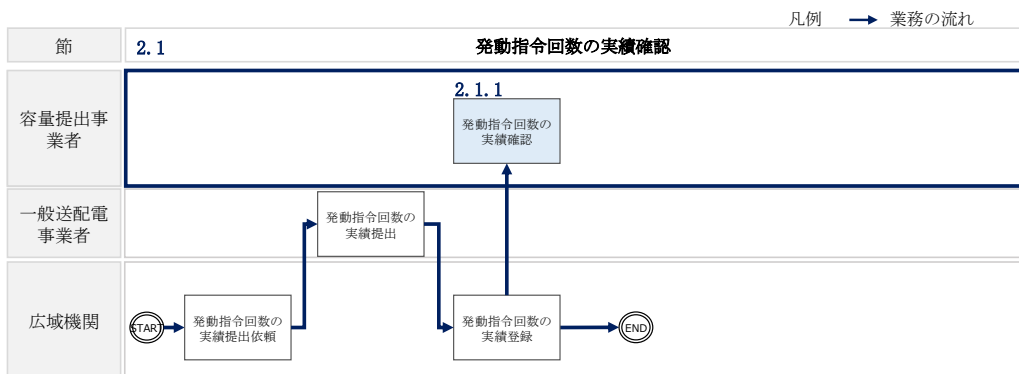 凡例 業務の流れ
節
2.1
発動指令回数の実績確認
容量提出事
業者
2.1.1
発動指令回数の
実績確認
一般送配電
事業者
発動指令回数の
実績提出
広域機関
START
発動指令回数の
実績提出依頼
発動指令回数の
実績登録
END